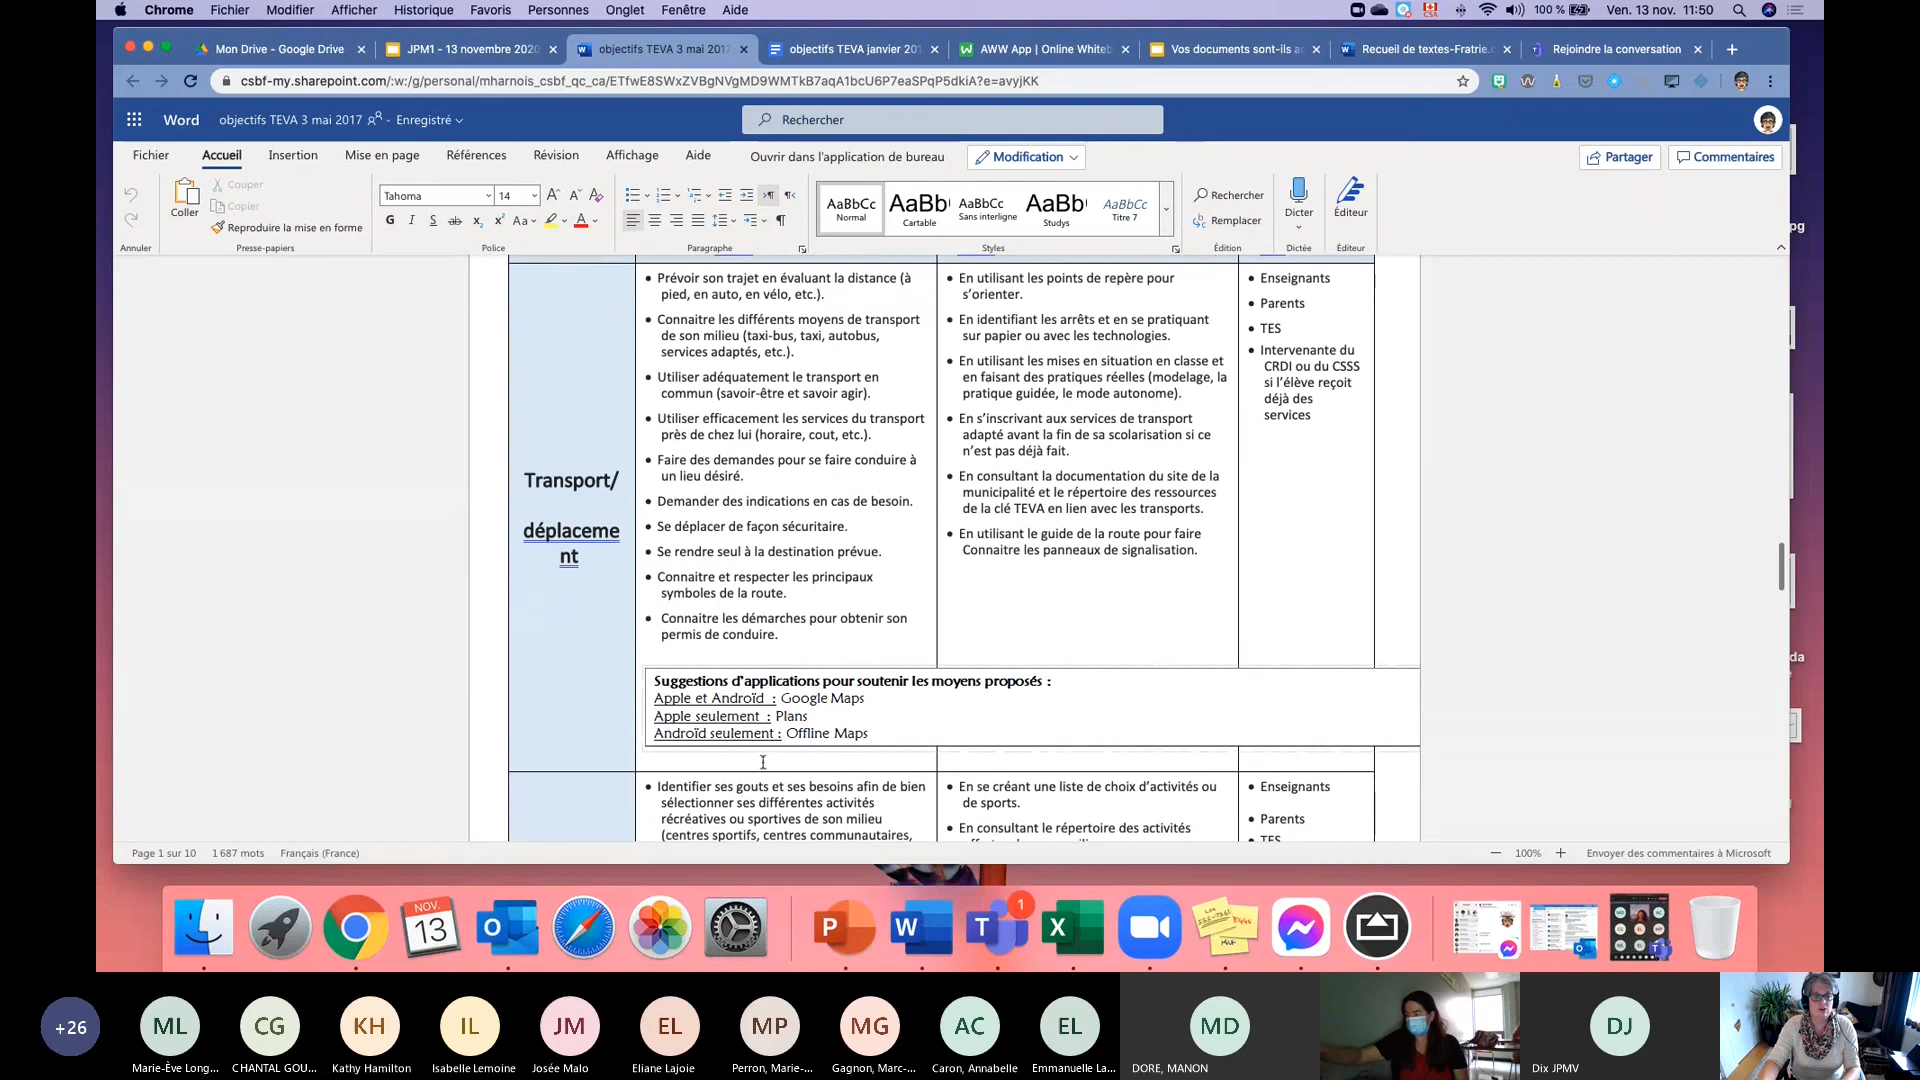 Chrome Fichier Modifier Afficher Historique Favoris Personnes Onglet Fenêtre Aide 100 % Ven. 13 nov. 11:50
Mon Drive - Google Drive
JPM1 - 13 novembre 2020
objectifs TEVA 3 mai 2017
objectifs TEVA janvier 201
AWW App | Online Whiteb
Vos documents sont-ils a
Recueil de textes-Fratrie.
Rejoindre la conversation
csbf-my.sharepoint.com/:w:/g/personal/mharnois_csbf_qc_ca/ETfwE8SWxZVBgNVgMD9WMTkB7aqA1bcU6P7eaSPqP5dkiA?e=avyjKK
Word objectifs TEVA 3 mai 2017 - Enregistré
Rechercher
Fichier Accueil Insertion Mise en page Références Révision Affichage Aide Ouvrir dans l'application de bureau Modification Partager Commentaires
Couper
Copier
Reproduire la mise en forme
Coller
Tahoma 14
G I S ab x₂ x² Aa A
AaBbCc Normal
AaBb Cartable
AaBbCc Sans interligne
AaBb Studys
AaBbCc Titre 7
Rechercher
Remplacer
Dicter
Éditeur
Annuler Presse-papiers Police Paragraphe Styles Édition Dictée Éditeur
Transport/
déplaceme
nt
• Prévoir son trajet en évaluant la distance (à
pied, en auto, en vélo, etc.).
• Connaitre les différents moyens de transport
de son milieu (taxi-bus, taxi, autobus,
services adaptés, etc.).
• Utiliser adéquatement le transport en
commun (savoir-être et savoir agir).
• Utiliser efficacement les services du transport
près de chez lui (horaire, cout, etc.).
• Faire des demandes pour se faire conduire à
un lieu désiré.
• Demander des indications en cas de besoin.
• Se déplacer de façon sécuritaire.
• Se rendre seul à la destination prévue.
• Connaitre et respecter les principaux
symboles de la route.
• Connaitre les démarches pour obtenir son
permis de conduire.
• En utilisant les points de repère pour
s'orienter.
• En identifiant les arrêts et en se pratiquant
sur papier ou avec les technologies.
• En utilisant les mises en situation en classe et
en faisant des pratiques réelles (modelage, la
pratique guidée, le mode autonome).
• En s'inscrivant aux services de transport
adapté avant la fin de sa scolarisation si ce
n'est pas déjà fait.
• En consultant la documentation du site de la
municipalité et le répertoire des ressources
de la clé TEVA en lien avec les transports.
• En utilisant le guide de la route pour faire
Connaitre les panneaux de signalisation.
• Enseignants
• Parents
• TES
• Intervenante du
CRDI ou du CSSS
si l'élève reçoit
déjà des
services
Suggestions d'applications pour soutenir les moyens proposés :
Apple et Androïd : Google Maps
Apple seulement : Plans
Androïd seulement : Offline Maps
• Identifier ses gouts et ses besoins afin de bien
sélectionner ses différentes activités
récréatives ou sportives de son milieu
(centres sportifs, centres communautaires,
• En se créant une liste de choix d'activités ou
de sports.
• En consultant le répertoire des activités
• Enseignants
• Parents
• TES
Page 1 sur 10 1 687 mots Français (France) 100% Envoyer des commentaires à Microsoft
NOV.
13
1
+26
ML
CG
KH
IL
JM
EL
MP
MG
AC
EL
MD
DJ
Marie-Ève Long...
CHANTAL GOU...
Kathy Hamilton
Isabelle Lemoine
Josée Malo
Eliane Lajoie
Perron, Marie-...
Gagnon, Marc-...
Caron, Annabelle
Emmanuelle La...
DORE, MANON
Dix JPMV